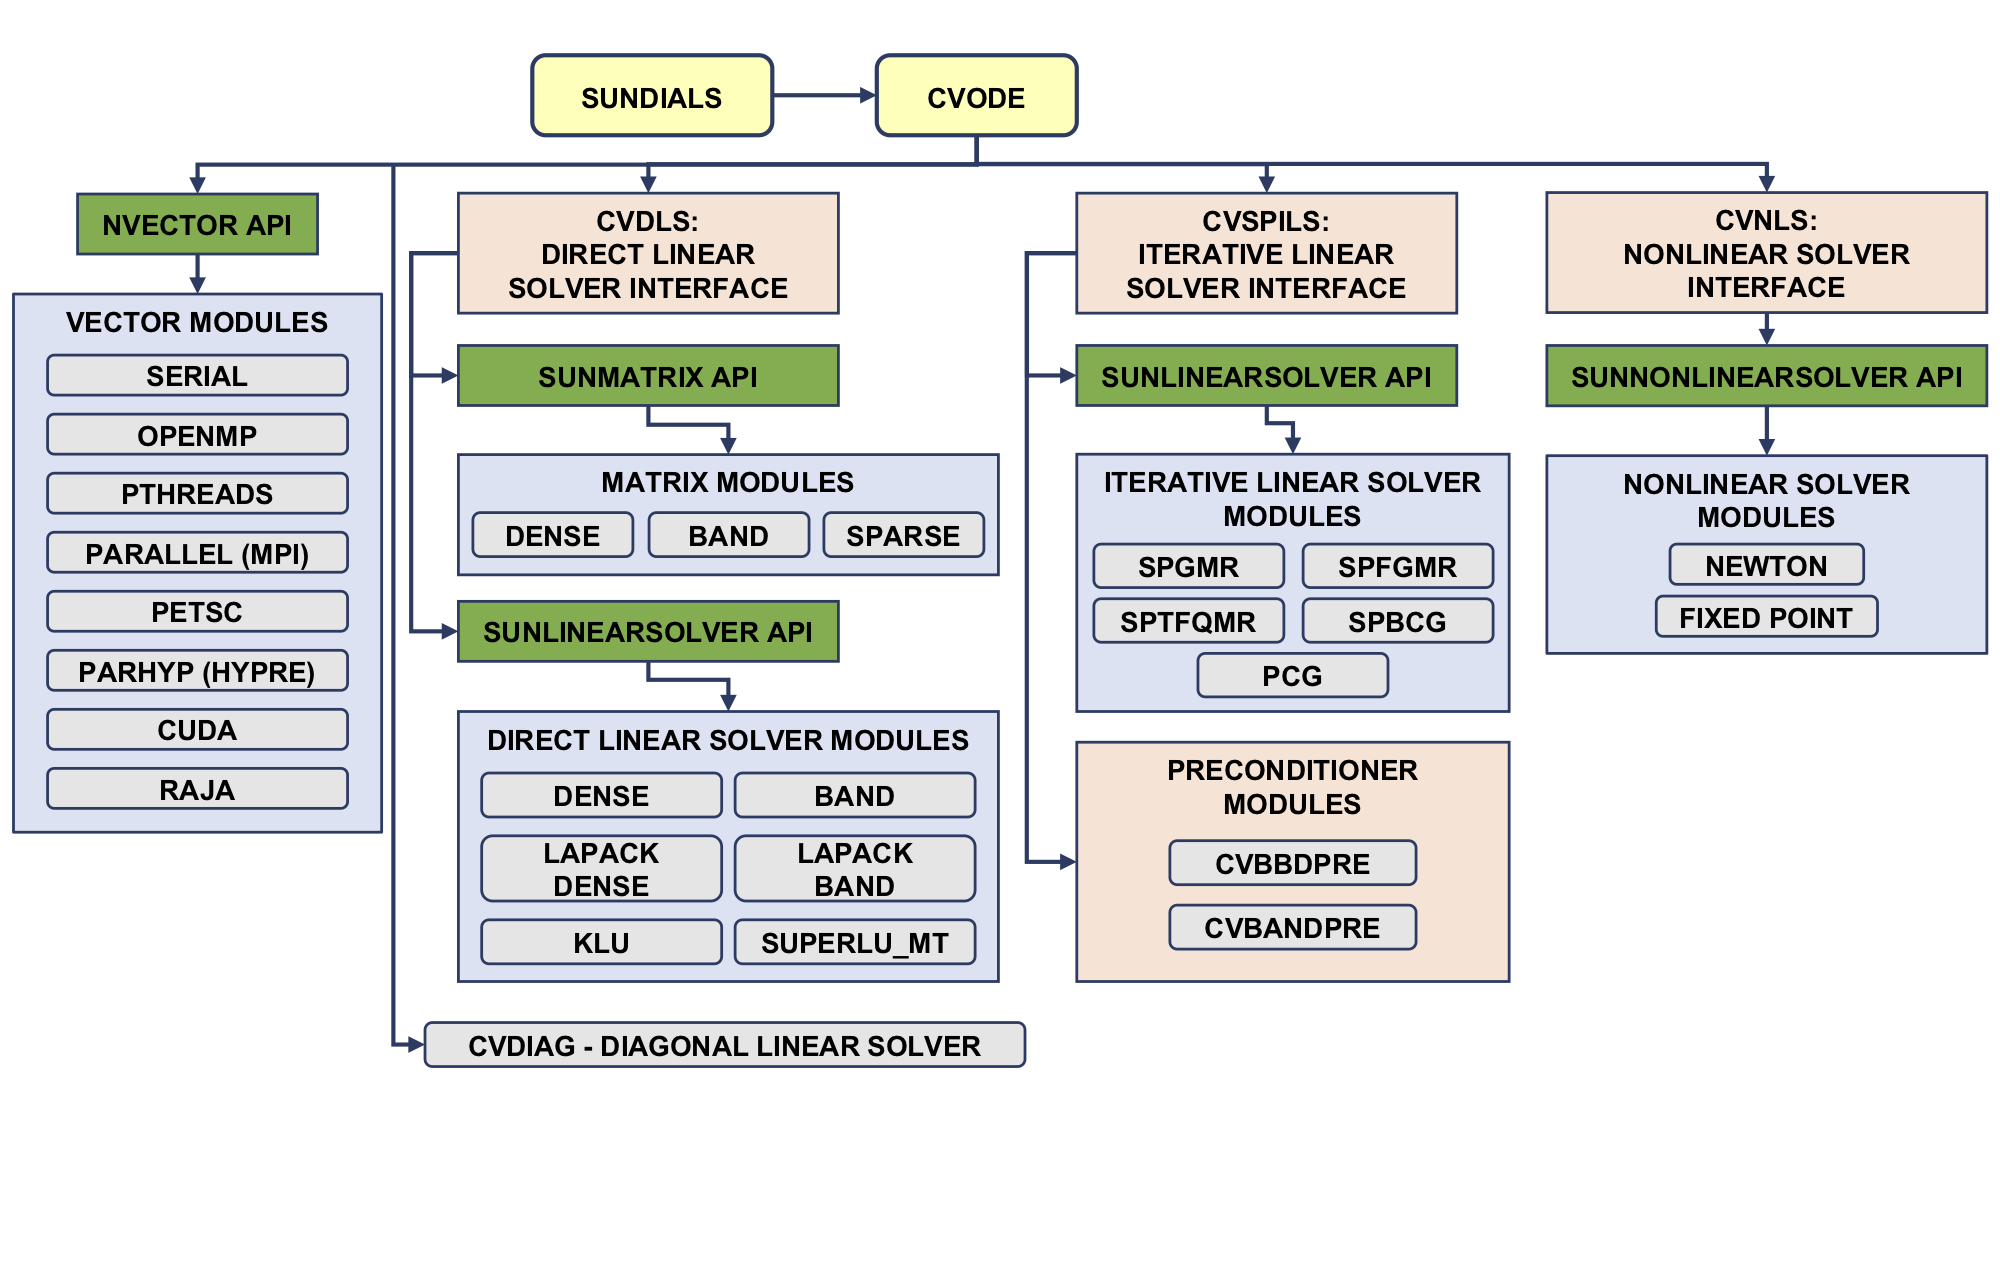 SUNDIALS
CVODE
NVECTOR API
VECTOR MODULES
SERIAL
OPENMP
PTHREADS
PARALLEL (MPI)
PETSC
PARHYP (HYPRE)
CUDA
RAJA
CVDLS:
DIRECT LINEAR
SOLVER INTERFACE
SUNMATRIX API
MATRIX MODULES
DENSE
BAND
SPARSE
SUNLINEARSOLVER API
DIRECT LINEAR SOLVER MODULES
DENSE
BAND
LAPACK
DENSE
LAPACK
BAND
KLU
SUPERLU_MT
CVDIAG - DIAGONAL LINEAR SOLVER
CVSPILS:
ITERATIVE LINEAR
SOLVER INTERFACE
SUNLINEARSOLVER API
ITERATIVE LINEAR SOLVER
MODULES
SPGMR
SPFGMR
SPTFQMR
SPBCG
PCG
PRECONDITIONER
MODULES
CVBBDPRE
CVBANDPRE
CVNLS:
NONLINEAR SOLVER
INTERFACE
SUNNONLINEARSOLVER API
NONLINEAR SOLVER
MODULES
NEWTON
FIXED POINT